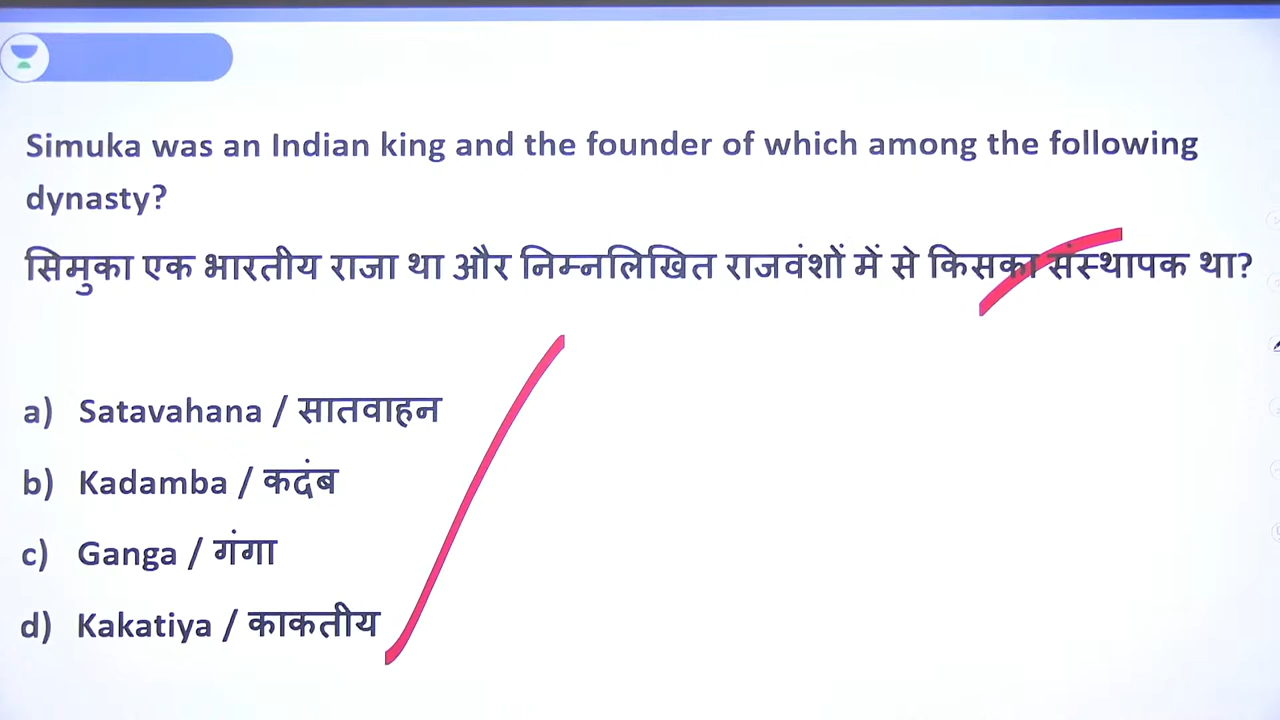 Simuka was an Indian king and the founder of which among the following
dynasty?
सिमुका एक भारतीय राजा था और निम्नलिखित राजवंशों में से किसका संस्थापक था?
a) Satavahana / सातवाहन
b) Kadamba / कदंब
c) Ganga / गंगा
d) Kakatiya / काकतीय